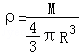 ρ = M / (4/3 π R³)